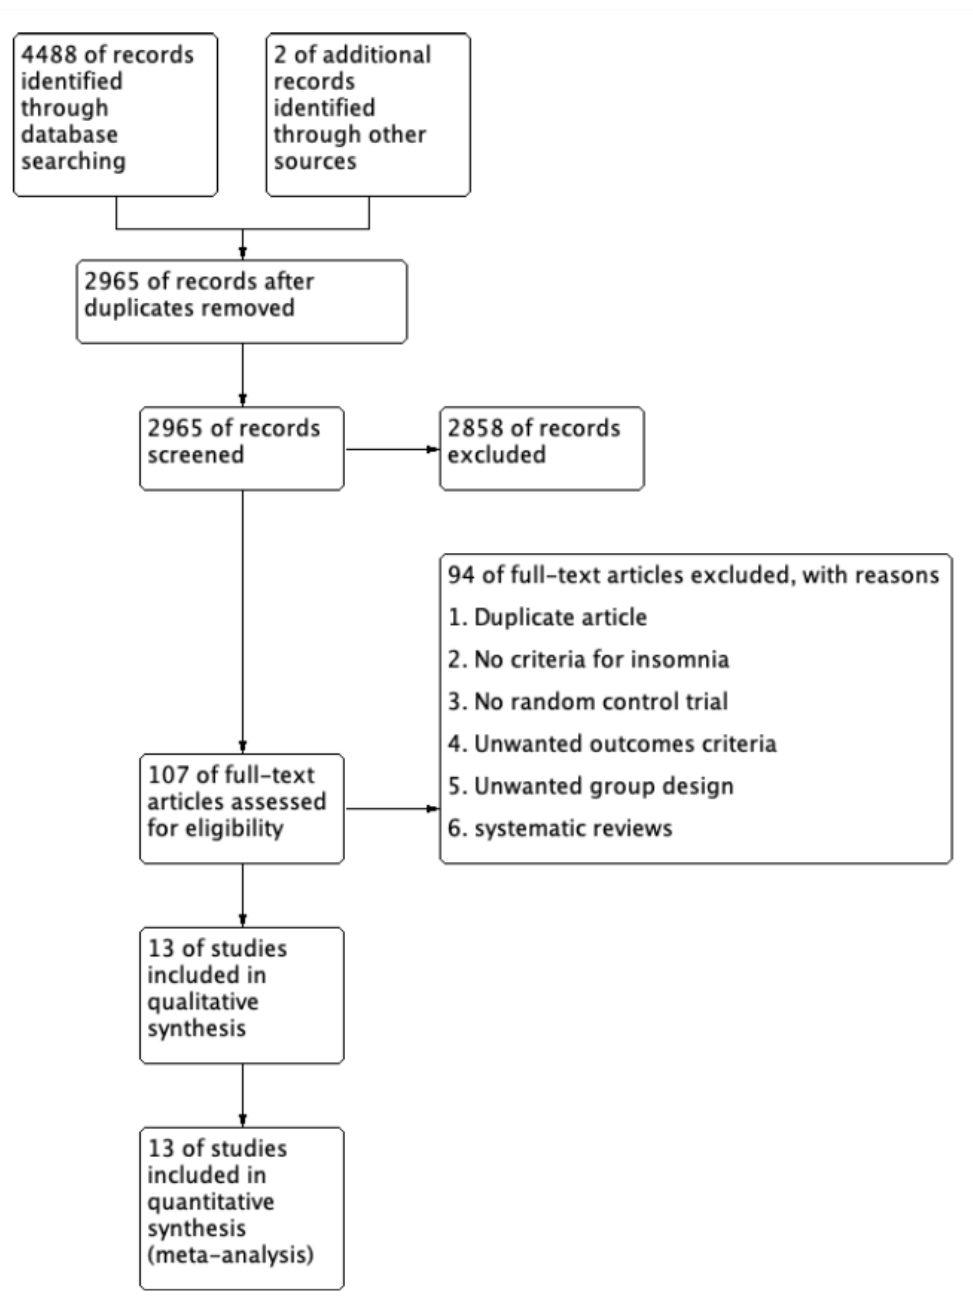 4488 of records
identified
through
database
searching
2 of additional
records
identified
through other
sources
2965 of records after
duplicates removed
2965 of records
screened
2858 of records
excluded
94 of full-text articles excluded, with reasons
1. Duplicate article
2. No criteria for insomnia
3. No random control trial
4. Unwanted outcomes criteria
5. Unwanted group design
6. systematic reviews
107 of full-text
articles assessed
for eligibility
13 of studies
included in
qualitative
synthesis
13 of studies
included in
quantitative
synthesis
(meta-analysis)